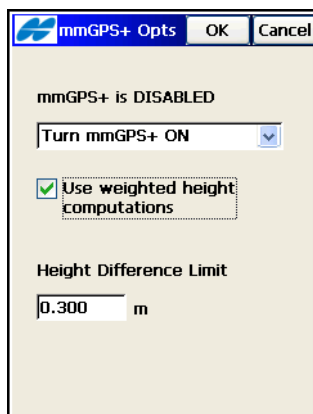 mmGPS+ Opts OK Cancel
mmGPS+ is DISABLED
Turn mmGPS+ ON
Use weighted height
computations
Height Difference Limit
0.300 m